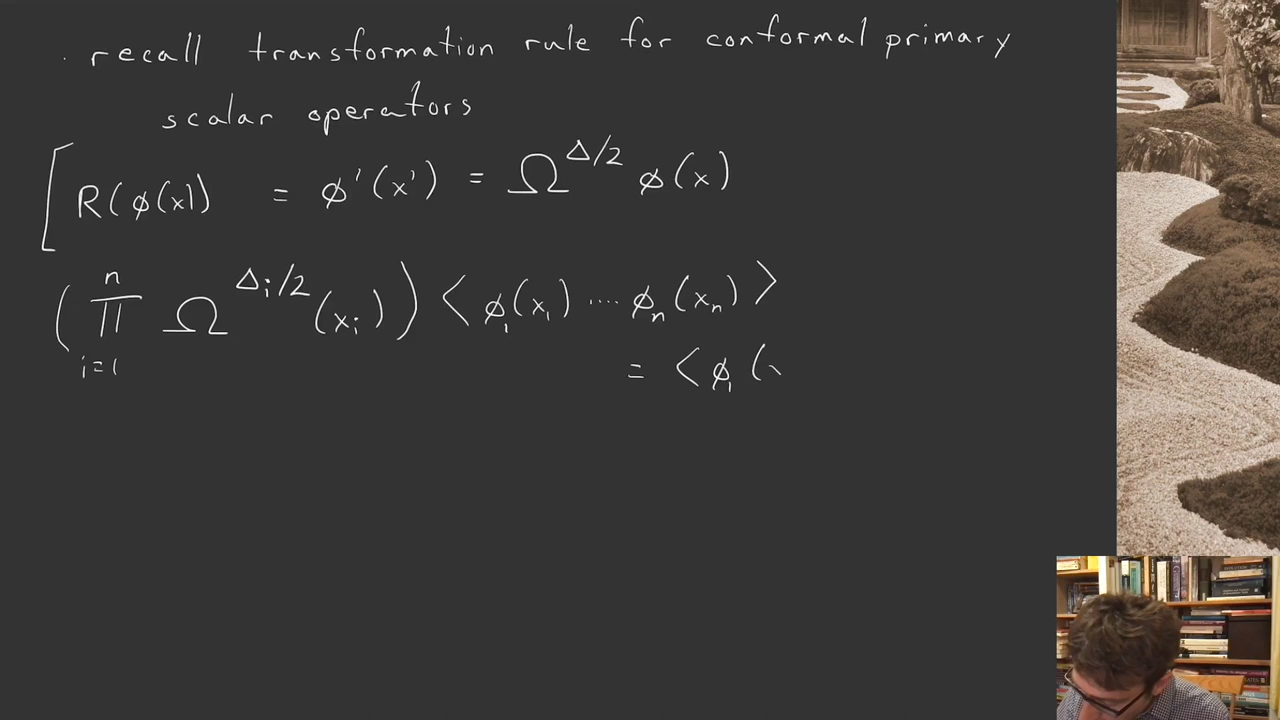 . recall transformation rule for conformal primary
scalar operators
[ R(φ(x)) = φ'(x') = Ω^{Δ/2} φ(x)
( ∏_{i=1}^{n} Ω^{Δ_i/2} (x_i) ) < φ_1(x_1) .... φ_n(x_n) >
= < φ_1 (